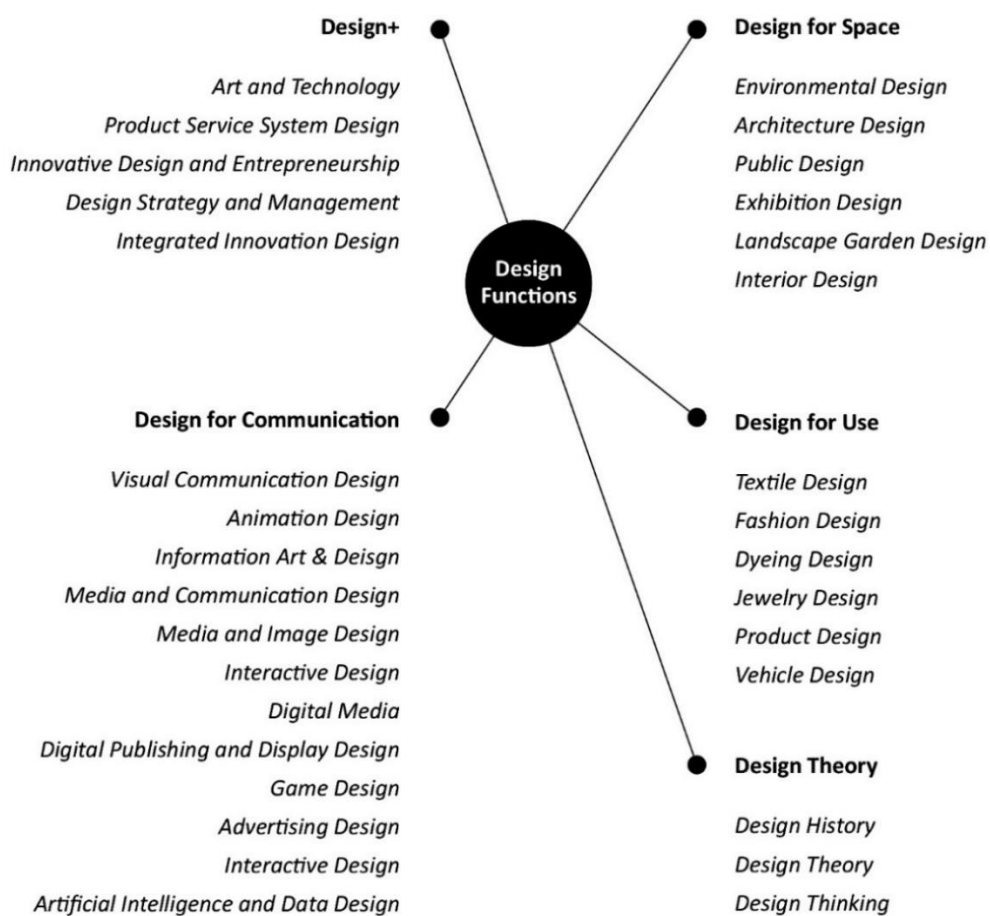 Design+
Art and Technology
Product Service System Design
Innovative Design and Entrepreneurship
Design Strategy and Management
Integrated Innovation Design
Design for Space
Environmental Design
Architecture Design
Public Design
Exhibition Design
Landscape Garden Design
Interior Design
Design
Functions
Design for Communication
Visual Communication Design
Animation Design
Information Art & Deisgn
Media and Communication Design
Media and Image Design
Interactive Design
Digital Media
Digital Publishing and Display Design
Game Design
Advertising Design
Interactive Design
Artificial Intelligence and Data Design
Design for Use
Textile Design
Fashion Design
Dyeing Design
Jewelry Design
Product Design
Vehicle Design
Design Theory
Design History
Design Theory
Design Thinking